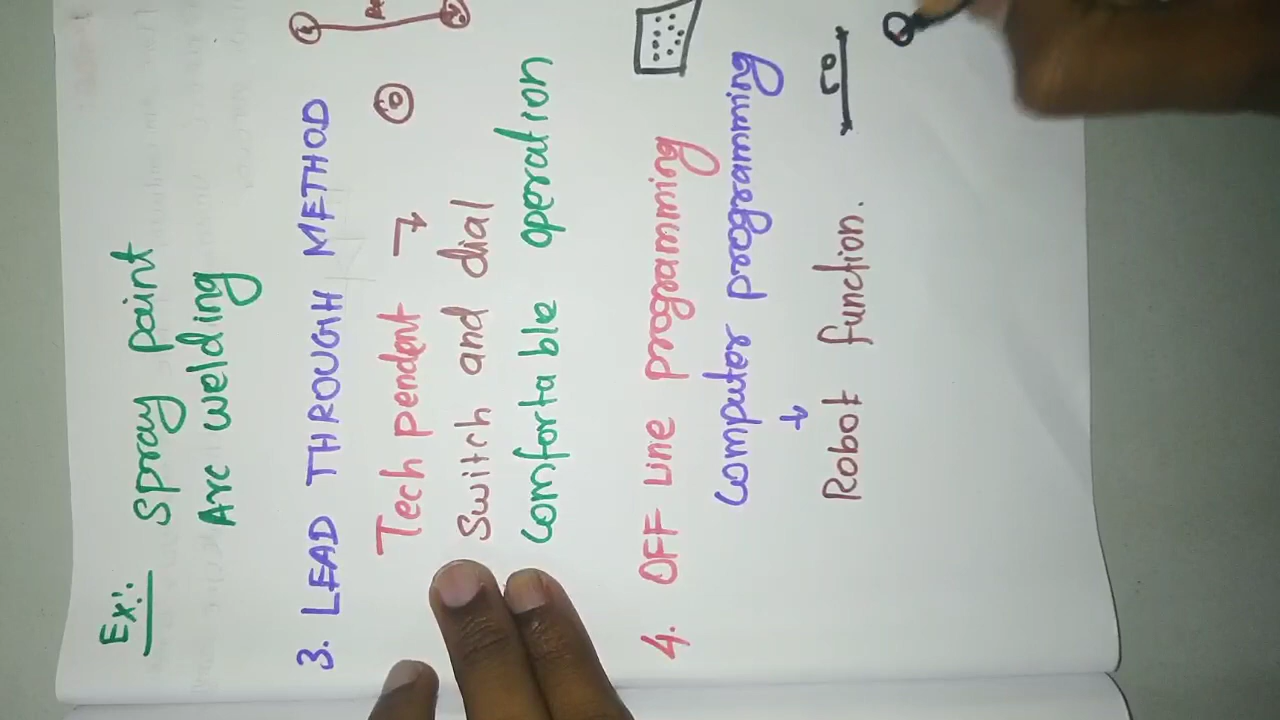 Ex:
Spray paint
Arc welding
3. LEAD THROUGH METHOD
Tech pendent →
Switch and dial
comfortable operation
4. OFF LINE programming
computer programming
↓
Robot function.